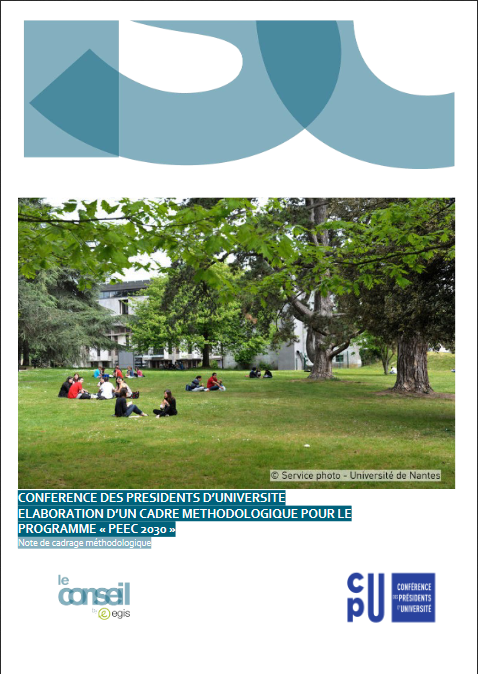 © Service photo - Université de Nantes
CONFERENCE DES PRESIDENTS D'UNIVERSITE
ELABORATION D'UN CADRE METHODOLOGIQUE POUR LE
PROGRAMME « PEEC 2030 »
Note de cadrage méthodologique
le
conseil
by egis
CPU
CONFÉRENCE
DES PRÉSIDENTS
D'UNIVERSITÉ